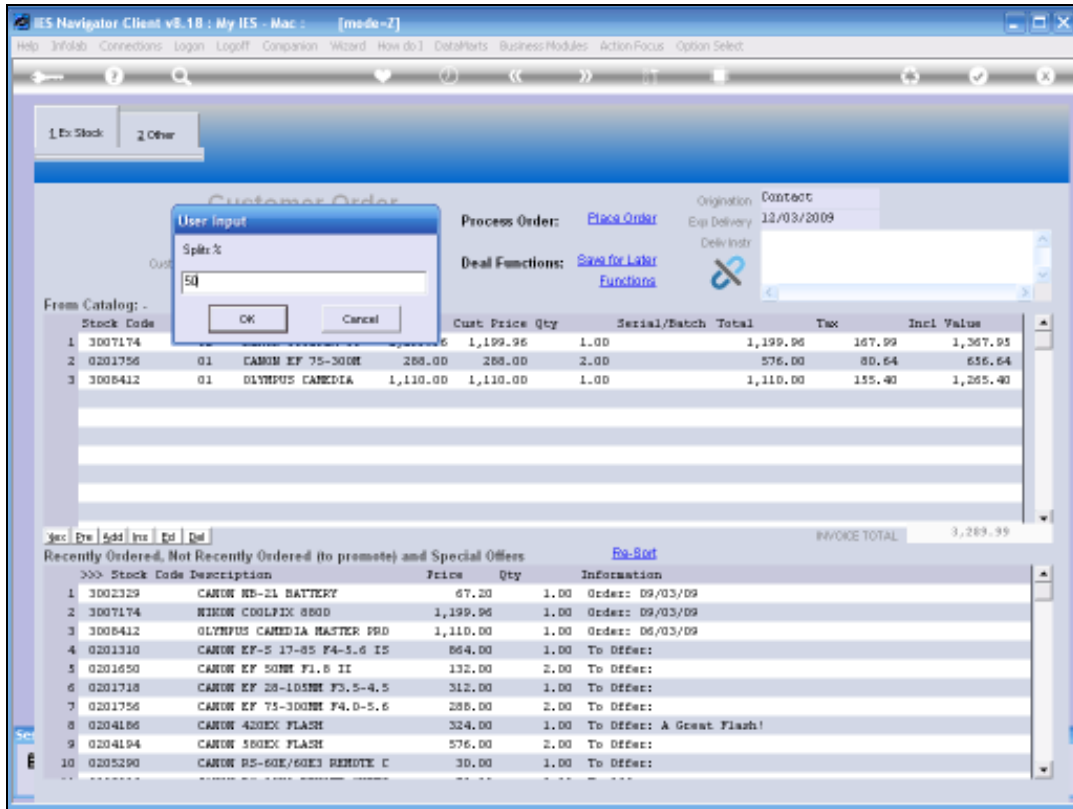 IES Navigator Client v8.18 : My IES - Mac : [mode=Z]
Help Infolab Connections Logon Logoff Companion Wizard How do I DataMarts Business Modules Action Focus Option Select
1 Ex Stock 2 Other
Customer Order
Origination Contact
User Input
Process Order: Place Order
Exp Delivery 12/03/2009
Split: %
Deliv Instr
Cust
Deal Functions: Save for Later
50
Functions
From Catalog: -
OK Cancel
Stock Code Cust Price Qty Serial/Batch Total Tax Incl Value
1 3007174 1,199.96 1.00 1,199.96 167.99 1,367.95
2 0201756 01 CANON EF 75-300M 288.00 288.00 2.00 576.00 80.64 656.64
3 3008412 01 OLYMPUS CAMEDIA 1,110.00 1,110.00 1.00 1,110.00 155.40 1,265.40
Pre Add Ins Del
INVOICE TOTAL 3,289.99
Recently Ordered, Not Recently Ordered (to promote) and Special Offers Re-Sort
>>> Stock Code Description Price Qty Information
1 3002329 CANON NB-2L BATTERY 67.20 1.00 Order: 09/03/09
2 3007174 NIKON COOLPIX 8800 1,199.96 1.00 Order: 09/03/09
3 3008412 OLYMPUS CAMEDIA MASTER PRO 1,110.00 1.00 Order: 06/03/09
4 0201310 CANON EF-S 17-85 F4-5.6 IS 864.00 1.00 To Offer:
5 0201650 CANON EF 50MM F1.8 II 132.00 2.00 To Offer:
6 0201718 CANON EF 28-105MM F3.5-4.5 312.00 1.00 To Offer:
7 0201756 CANON EF 75-300MM F4.0-5.6 288.00 2.00 To Offer:
8 0204186 CANON 420EX FLASH 324.00 1.00 To Offer: A Great Flash!
9 0204194 CANON 580EX FLASH 576.00 2.00 To Offer:
10 0205290 CANON RS-60E/60E3 REMOTE C 30.00 1.00 To Offer: